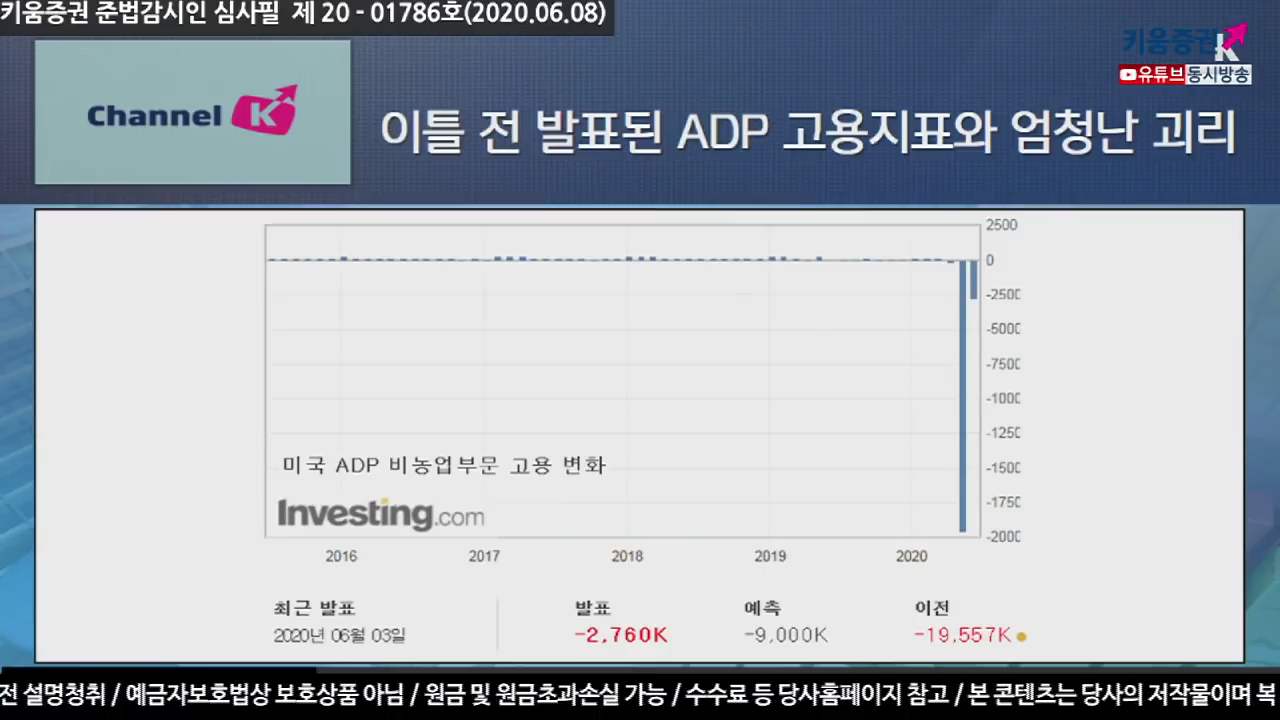 키움증권 준법감시인 심사필 제 20 - 01786호(2020.06.08)
키움증권
유튜브 동시방송
Channel K
이틀 전 발표된 ADP 고용지표와 엄청난 괴리
2500
0
-2500
-5000
-7500
-1000
-1250
-1500
-1750
-2000
미국 ADP 비농업부문 고용 변화
Investing.com
2016 2017 2018 2019 2020
최근 발표 발표 예측 이전
2020년 06월 03일 -2,760K -9,000K -19,557K
전 설명청취 / 예금자보호법상 보호상품 아님 / 원금 및 원금초과손실 가능 / 수수료 등 당사홈페이지 참고 / 본 콘텐츠는 당사의 저작물이며 복